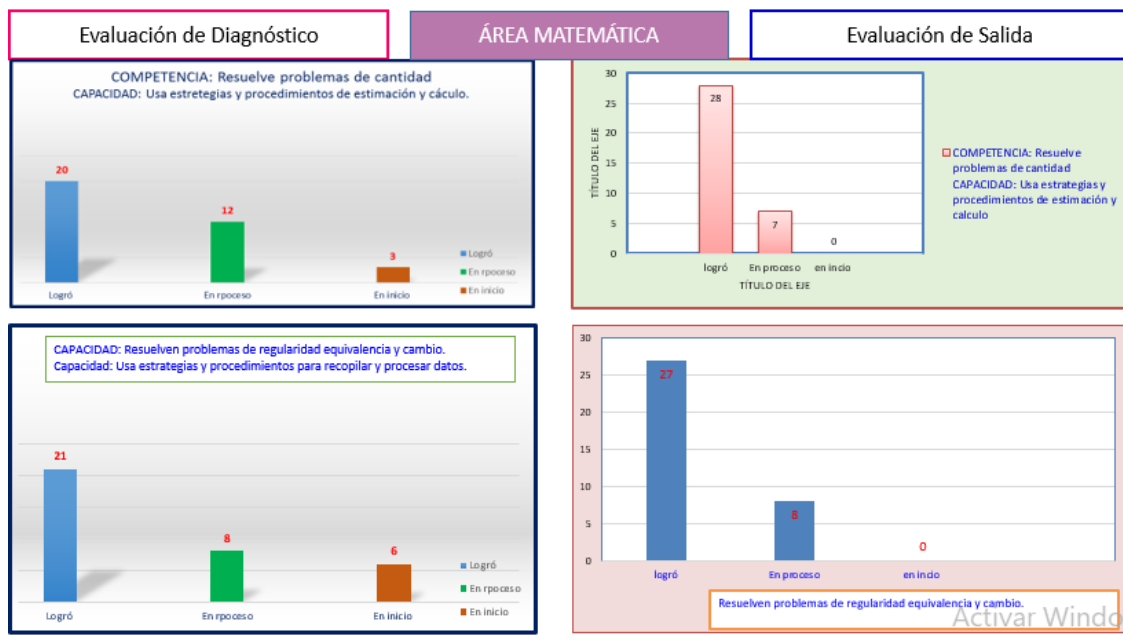 Evaluación de Diagnóstico
ÁREA MATEMÁTICA
Evaluación de Salida
COMPETENCIA: Resuelve problemas de cantidad
CAPACIDAD: Usa estretegias y procedimientos de estimación y cáculo.
20
12
3
Logró
En rpoceso
En inicio
Logró
En rpoceso
En inicio
30
25
20
15
10
5
0
TÍTULO DEL EJE
28
7
0
logró
En proceso
en incio
TÍTULO DEL EJE
COMPETENCIA: Resuelve
problemas de cantidad
CAPACIDAD: Usa estrategias y
procedimientos de estimación y
calculo
CAPACIDAD: Resuelven problemas de regularidad equivalencia y cambio.
Capacidad: Usa estrategias y procedimientos para recopilar y procesar datos.
21
8
6
Logró
En rpoceso
En inicio
Logró
En rpoceso
En inicio
30
25
20
15
10
5
0
27
8
0
logró
En proceso
en incio
Resuelven problemas de regularidad equivalencia y cambio.
Activar Windo